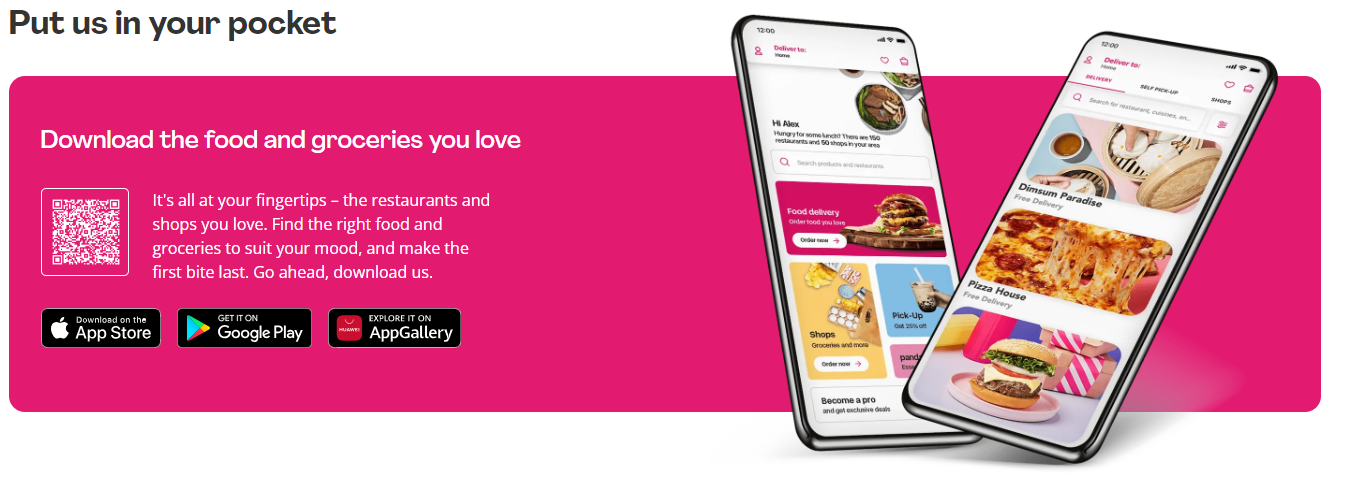 Put us in your pocket
Download the food and groceries you love
It's all at your fingertips – the restaurants and
shops you love. Find the right food and
groceries to suit your mood, and make the
first bite last. Go ahead, download us.
Download on the
App Store
GET IT ON
Google Play
HUAWEI
EXPLORE IT ON
AppGallery
12:00
Deliver to:
Home
Hi Alex
Hungry for some lunch? There are 150
restaurants and 50 shops in your area
Search products and restaurants
Food delivery
Order food you love
Order now
Shops
Groceries and more
Order now
Pick-Up
Get 25% off
panda
Become a pro
and get exclusive deals
12:00
Deliver to:
Home
DELIVERY
SELF PICK-UP
SHOPS
Search for restaurant, cuisines, an...
Dimsum Paradise
Free Delivery
Pizza House
Free Delivery